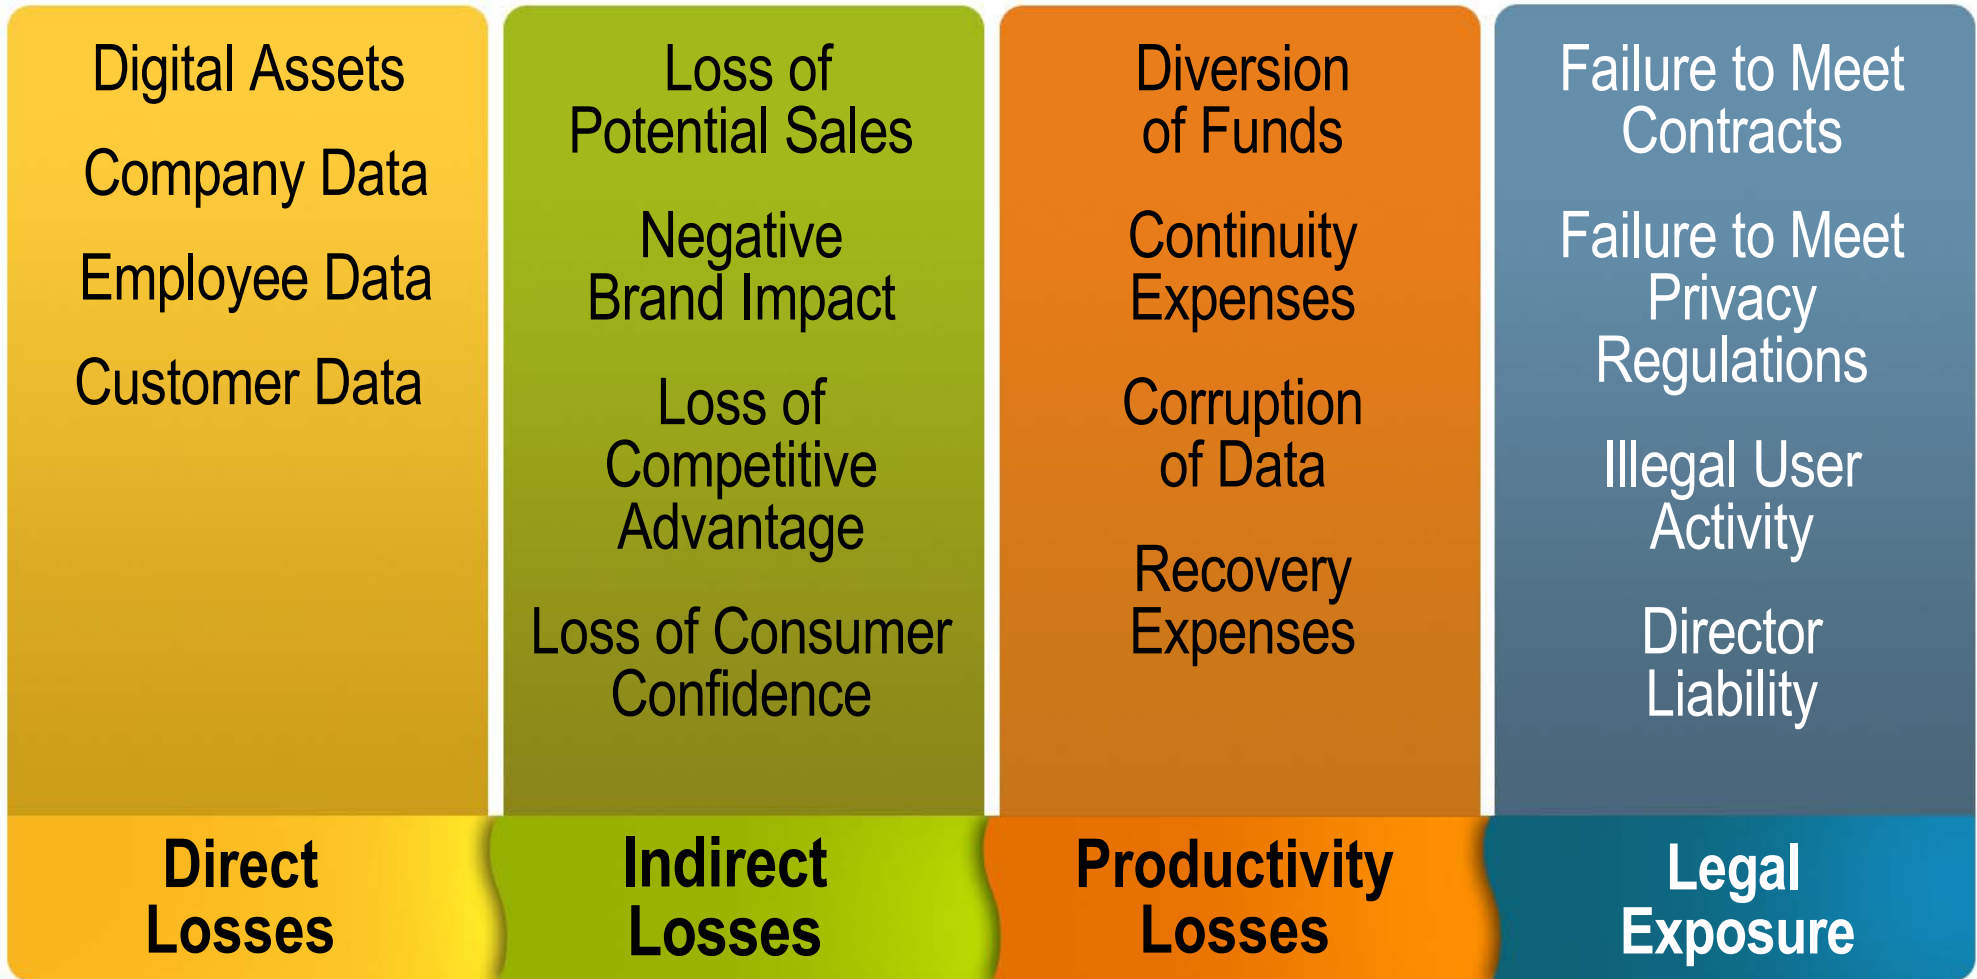 Digital Assets
Company Data
Employee Data
Customer Data
Direct
Losses
Loss of
Potential Sales
Negative
Brand Impact
Loss of
Competitive
Advantage
Loss of Consumer
Confidence
Indirect
Losses
Diversion
of Funds
Continuity
Expenses
Corruption
of Data
Recovery
Expenses
Productivity
Losses
Failure to Meet
Contracts
Failure to Meet
Privacy
Regulations
Illegal User
Activity
Director
Liability
Legal
Exposure